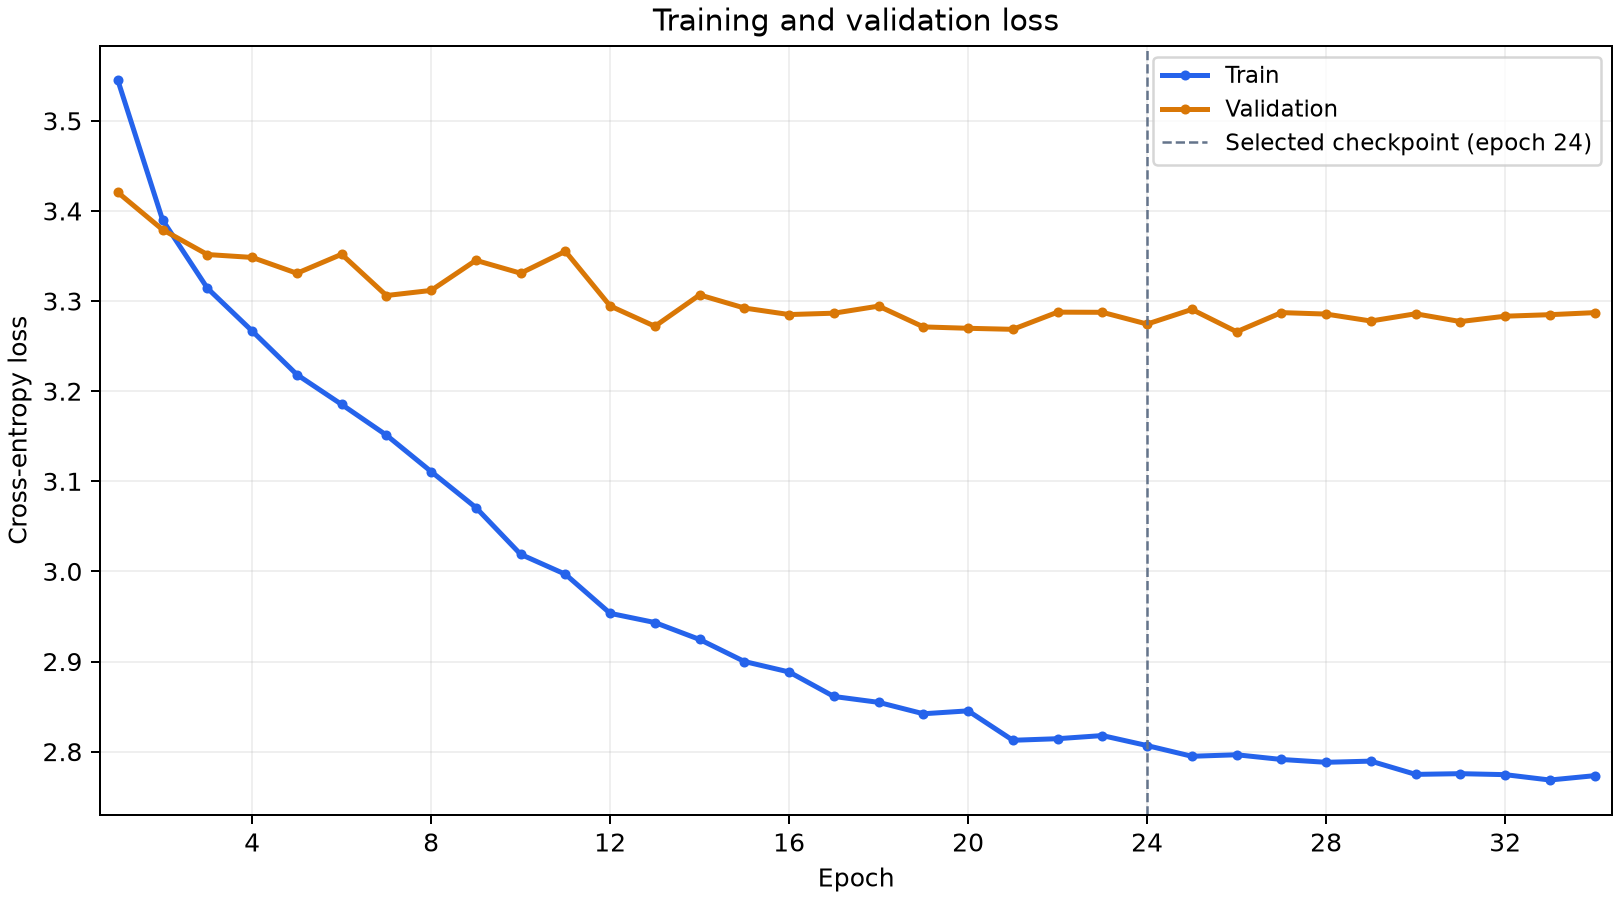 Training and validation loss
Train
Validation
Selected checkpoint (epoch 24)
Cross-entropy loss
3.5
3.4
3.3
3.2
3.1
3.0
2.9
2.8
4 8 12 16 20 24 28 32
Epoch